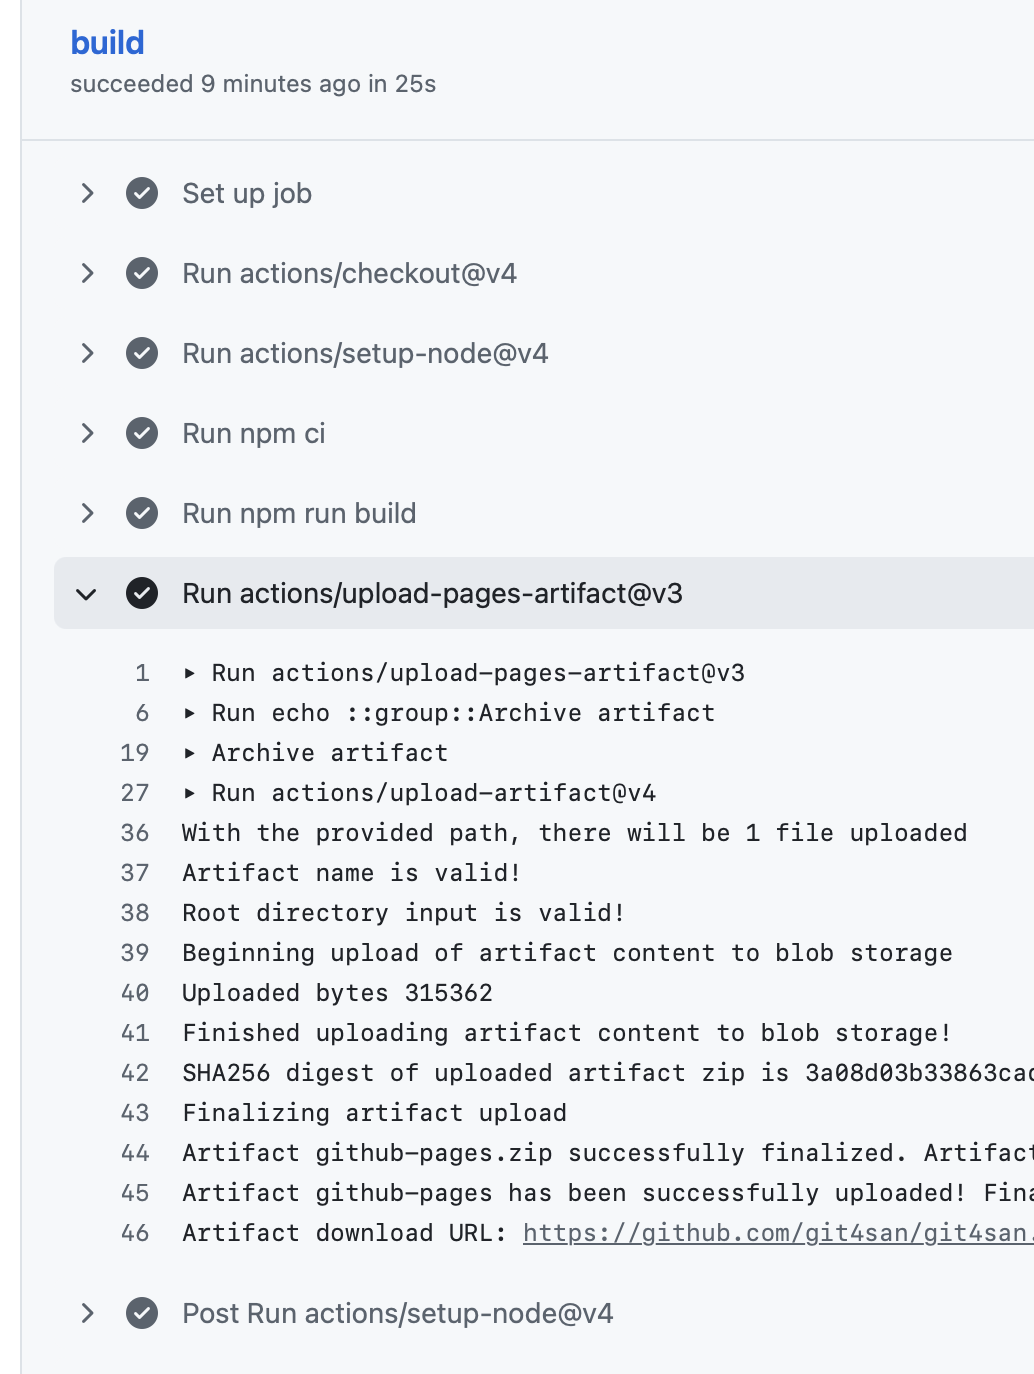 build
succeeded 9 minutes ago in 25s
Set up job
Run actions/checkout@v4
Run actions/setup-node@v4
Run npm ci
Run npm run build
Run actions/upload-pages-artifact@v3
1 ▸ Run actions/upload-pages-artifact@v3
6 ▸ Run echo ::group::Archive artifact
19 ▸ Archive artifact
27 ▸ Run actions/upload-artifact@v4
36 With the provided path, there will be 1 file uploaded
37 Artifact name is valid!
38 Root directory input is valid!
39 Beginning upload of artifact content to blob storage
40 Uploaded bytes 315362
41 Finished uploading artifact content to blob storage!
42 SHA256 digest of uploaded artifact zip is 3a08d03b33863cac
43 Finalizing artifact upload
44 Artifact github-pages.zip successfully finalized. Artifact
45 Artifact github-pages has been successfully uploaded! Fina
46 Artifact download URL: https://github.com/git4san/git4san.
Post Run actions/setup-node@v4